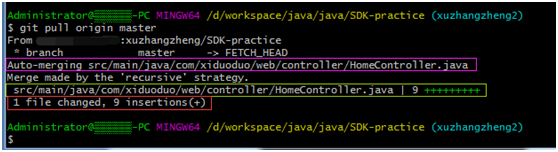 Administrator@ -PC MINGW64 /d/workspace/java/java/SDK-practice (xuzhangzheng2)
$ git pull origin master
From :xuzhangzheng/SDK-practice
* branch master -> FETCH_HEAD
Auto-merging src/main/java/com/xiduoduo/web/controller/HomeController.java
Merge made by the 'recursive' strategy.
src/main/java/com/xiduoduo/web/controller/HomeController.java | 9 +++++++++
1 file changed, 9 insertions(+)
Administrator@ -PC MINGW64 /d/workspace/java/java/SDK-practice (xuzhangzheng2)
$